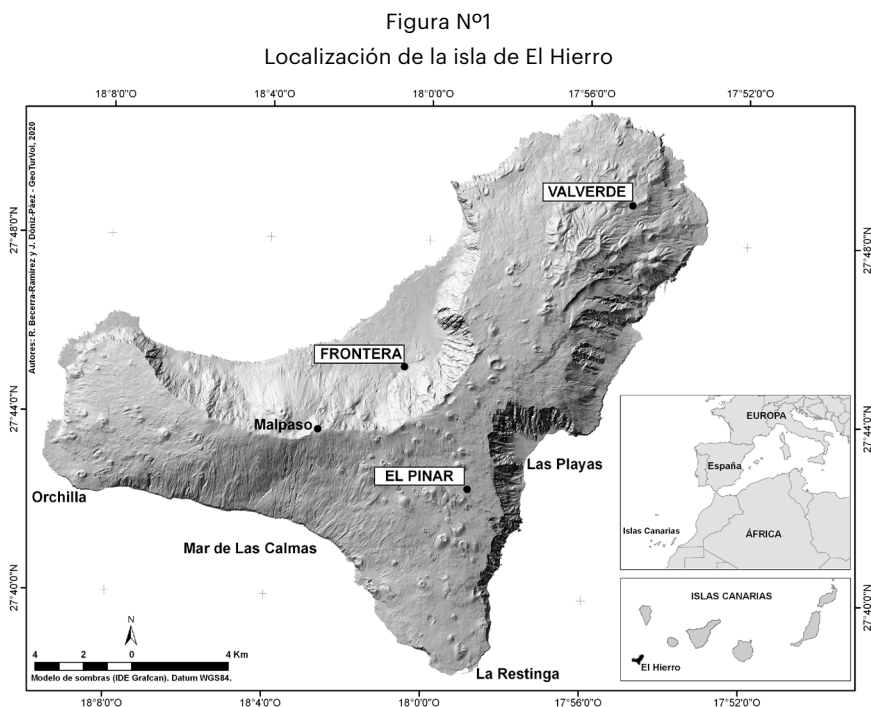 Figura Nº1
Localización de la isla de El Hierro
18°8'0"O
18°4'0"O
18°0'0"O
17°56'0"O
17°52'0"O
Autores: R. Becerra-Ramírez y J. Dóniz-Páez - GeoTurVol, 2020
27°48'0"N
27°48'0"N
27°44'0"N
27°44'0"N
27°40'0"N
27°40'0"N
VALVERDE
FRONTERA
Malpaso
EL PINAR
Las Playas
Orchilla
Mar de Las Calmas
La Restinga
EUROPA
España
Islas Canarias
ÁFRICA
ISLAS CANARIAS
El Hierro
N
4 2 0 4 Km
Modelo de sombras (IDE Grafcan). Datum WGS84.
18°8'0"O
18°4'0"O
18°0'0"O
17°56'0"O
17°52'0"O